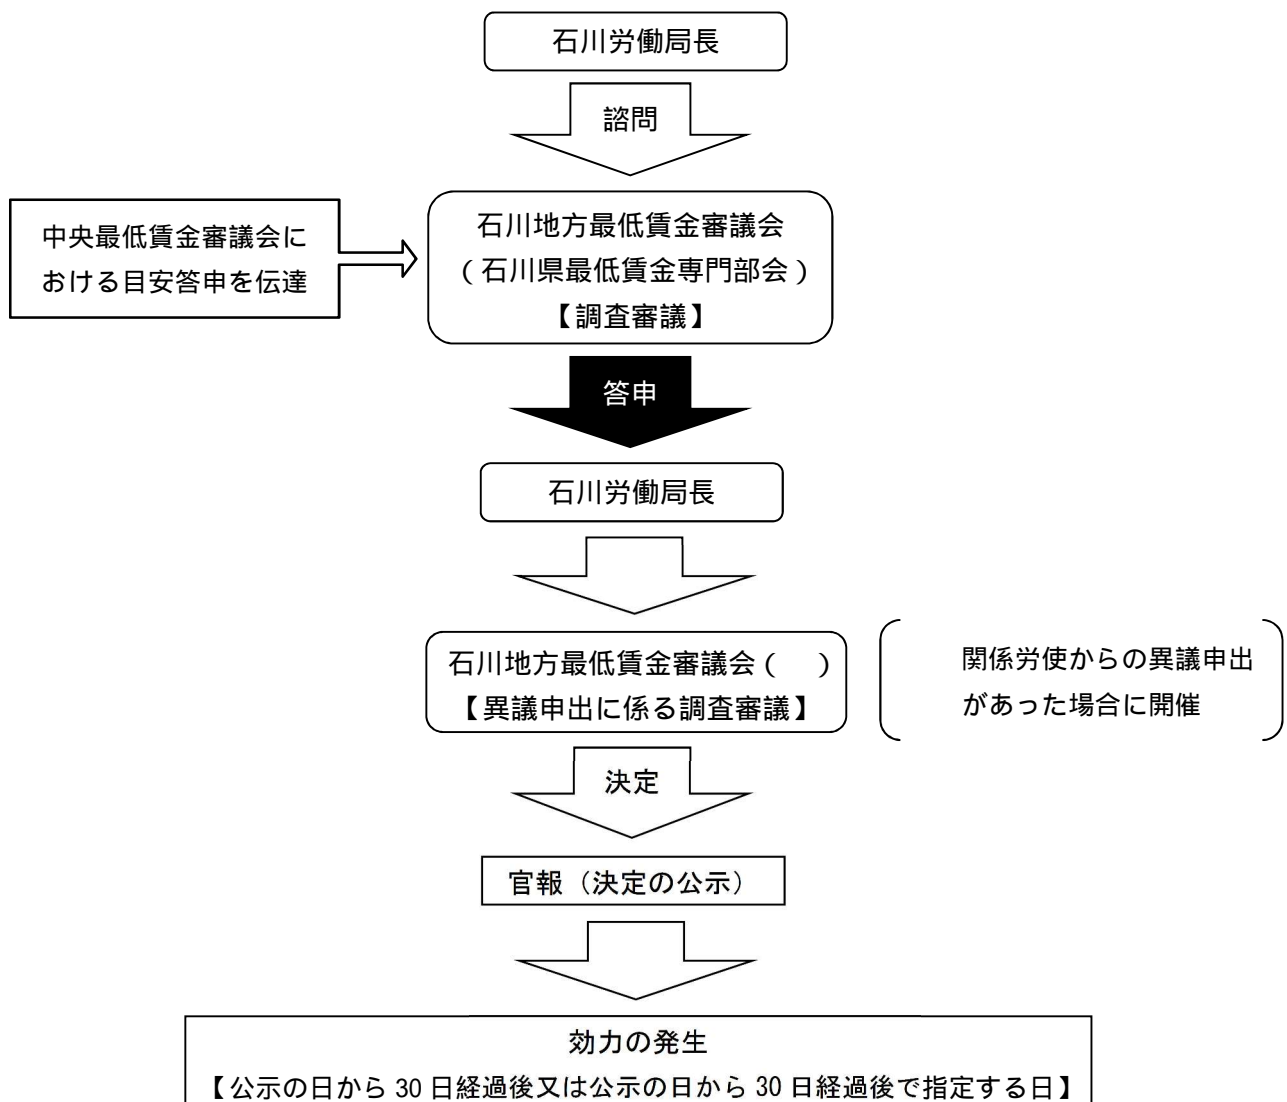 石川労働局長
諮問
中央最低賃金審議会に
おける目安答申を伝達
石川地方最低賃金審議会
(石川県最低賃金専門部会)
【調査審議】
答申
石川労働局長
石川地方最低賃金審議会(　)
【異議申出に係る調査審議】
関係労使からの異議申出
があった場合に開催
決定
官報（決定の公示）
効力の発生
【公示の日から 30 日経過後又は公示の日から 30 日経過後で指定する日】